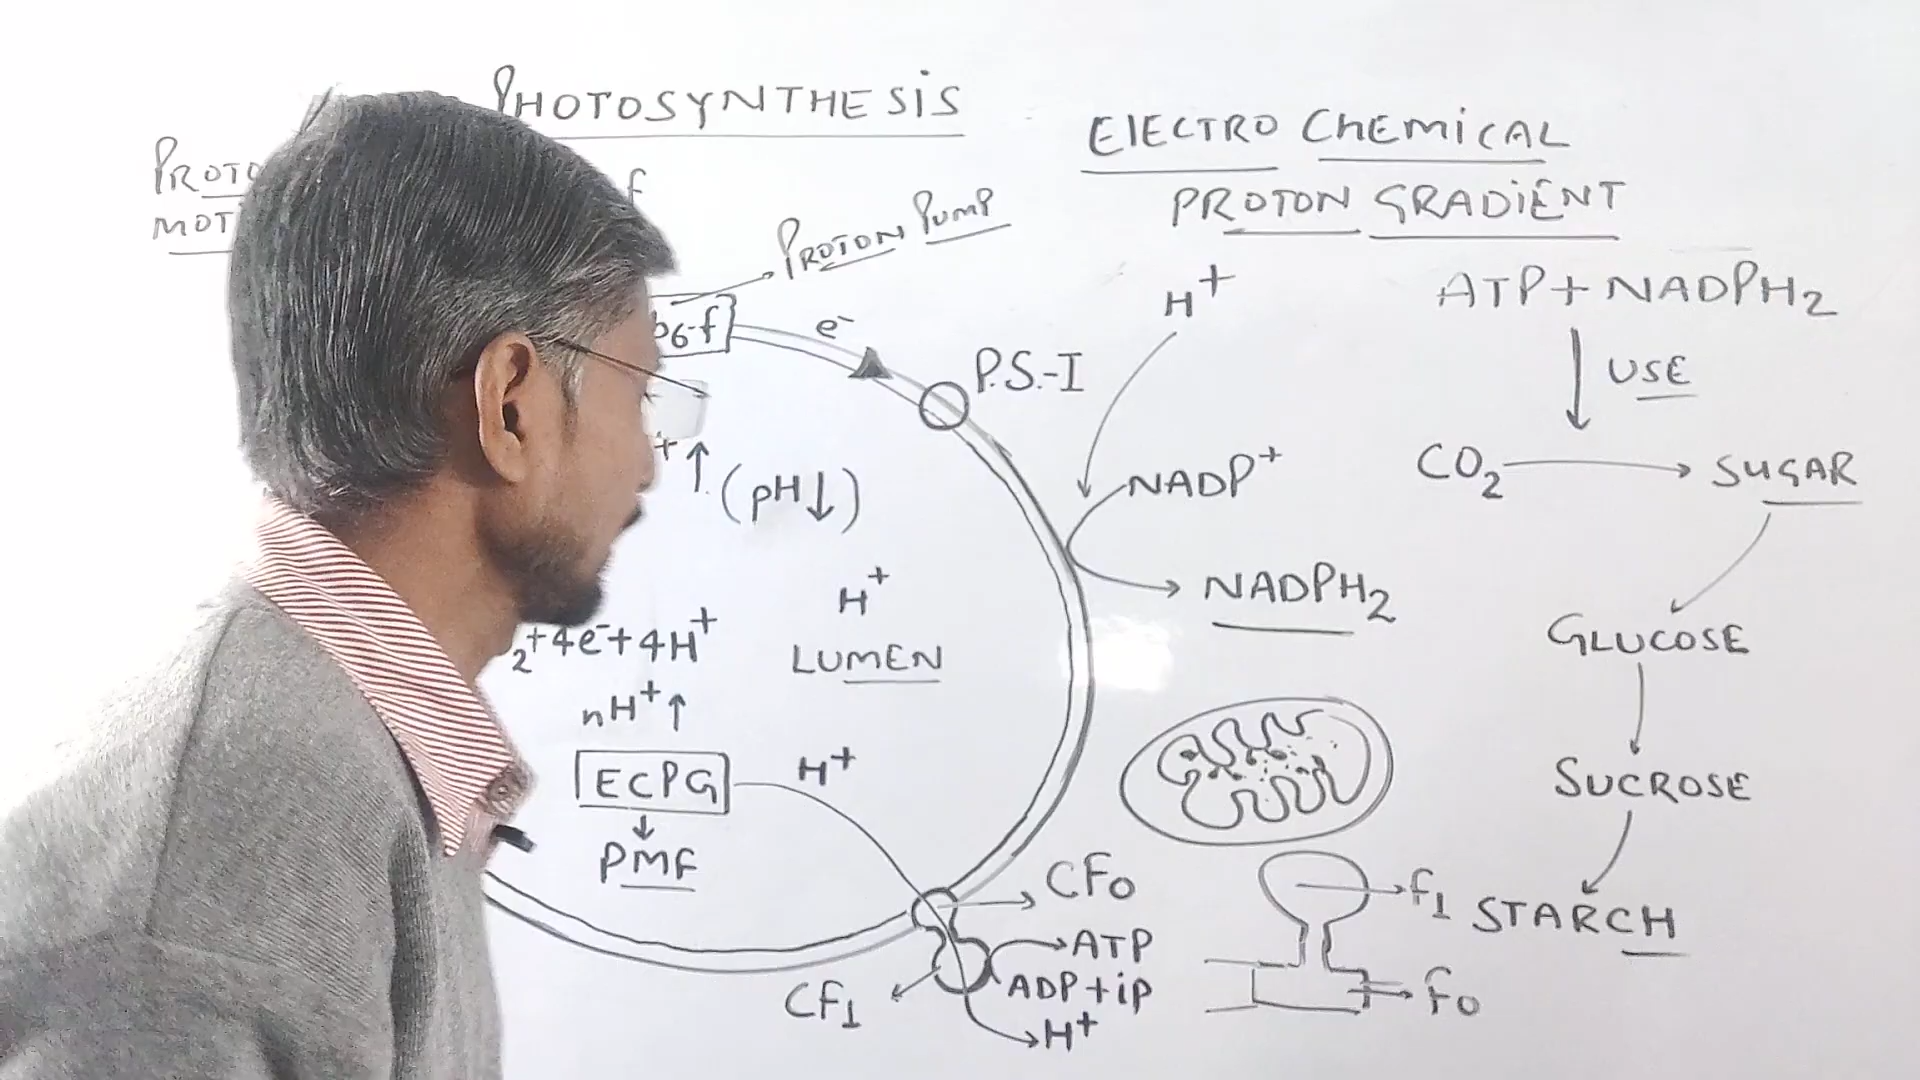 PHOTOSYNTHESIS
PROTO
MOT
f
PROTON PUMP
b6-f
e-
P.S.-I
+ ↑ (pH↓)
H+
LUMEN
2+4e-+4H+
nH+↑
ECPG
H+
↓
PMF
CF0
ATP
ADP+iP
CF1
H+
ElECTRO CHEMiCAL
PROTON GRADiENT
H+
NADP+
NADPH2
ATP+NADPH2
USE
CO2 → SUGAR
GLUCOSE
SUCROSE
STARCH
f1
f0